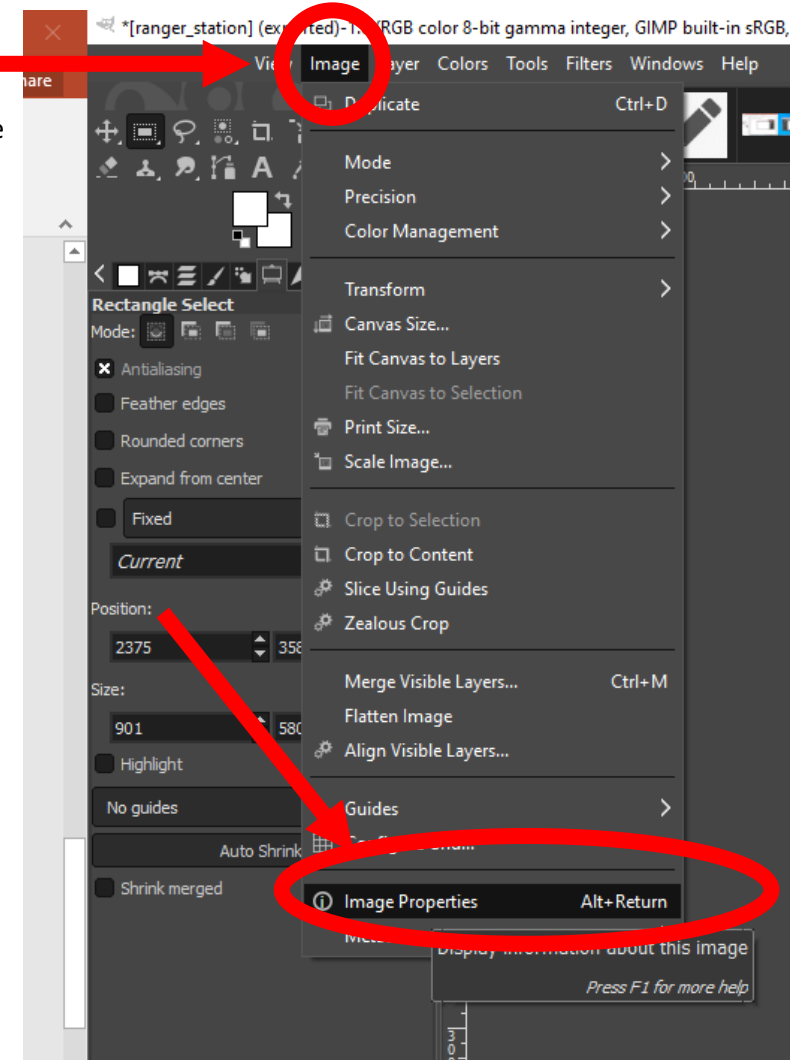 *[ranger_station] (exported)-1. (RGB color 8-bit gamma integer, GIMP built-in sRGB,
hare
View Image Layer Colors Tools Filters Windows Help
e
Duplicate Ctrl+D
Mode
Precision
Color Management
Transform
Canvas Size...
Fit Canvas to Layers
Fit Canvas to Selection
Print Size...
Scale Image...
Crop to Selection
Crop to Content
Slice Using Guides
Zealous Crop
Merge Visible Layers... Ctrl+M
Flatten Image
Align Visible Layers...
Guides
Image Properties Alt+Return
Display information about this image
Press F1 for more help
A
Rectangle Select
Mode:
Antialiasing
Feather edges
Rounded corners
Expand from center
Fixed
Current
Position:
2375 358
Size:
901 580
Highlight
No guides
Auto Shrink
Shrink merged
3
0